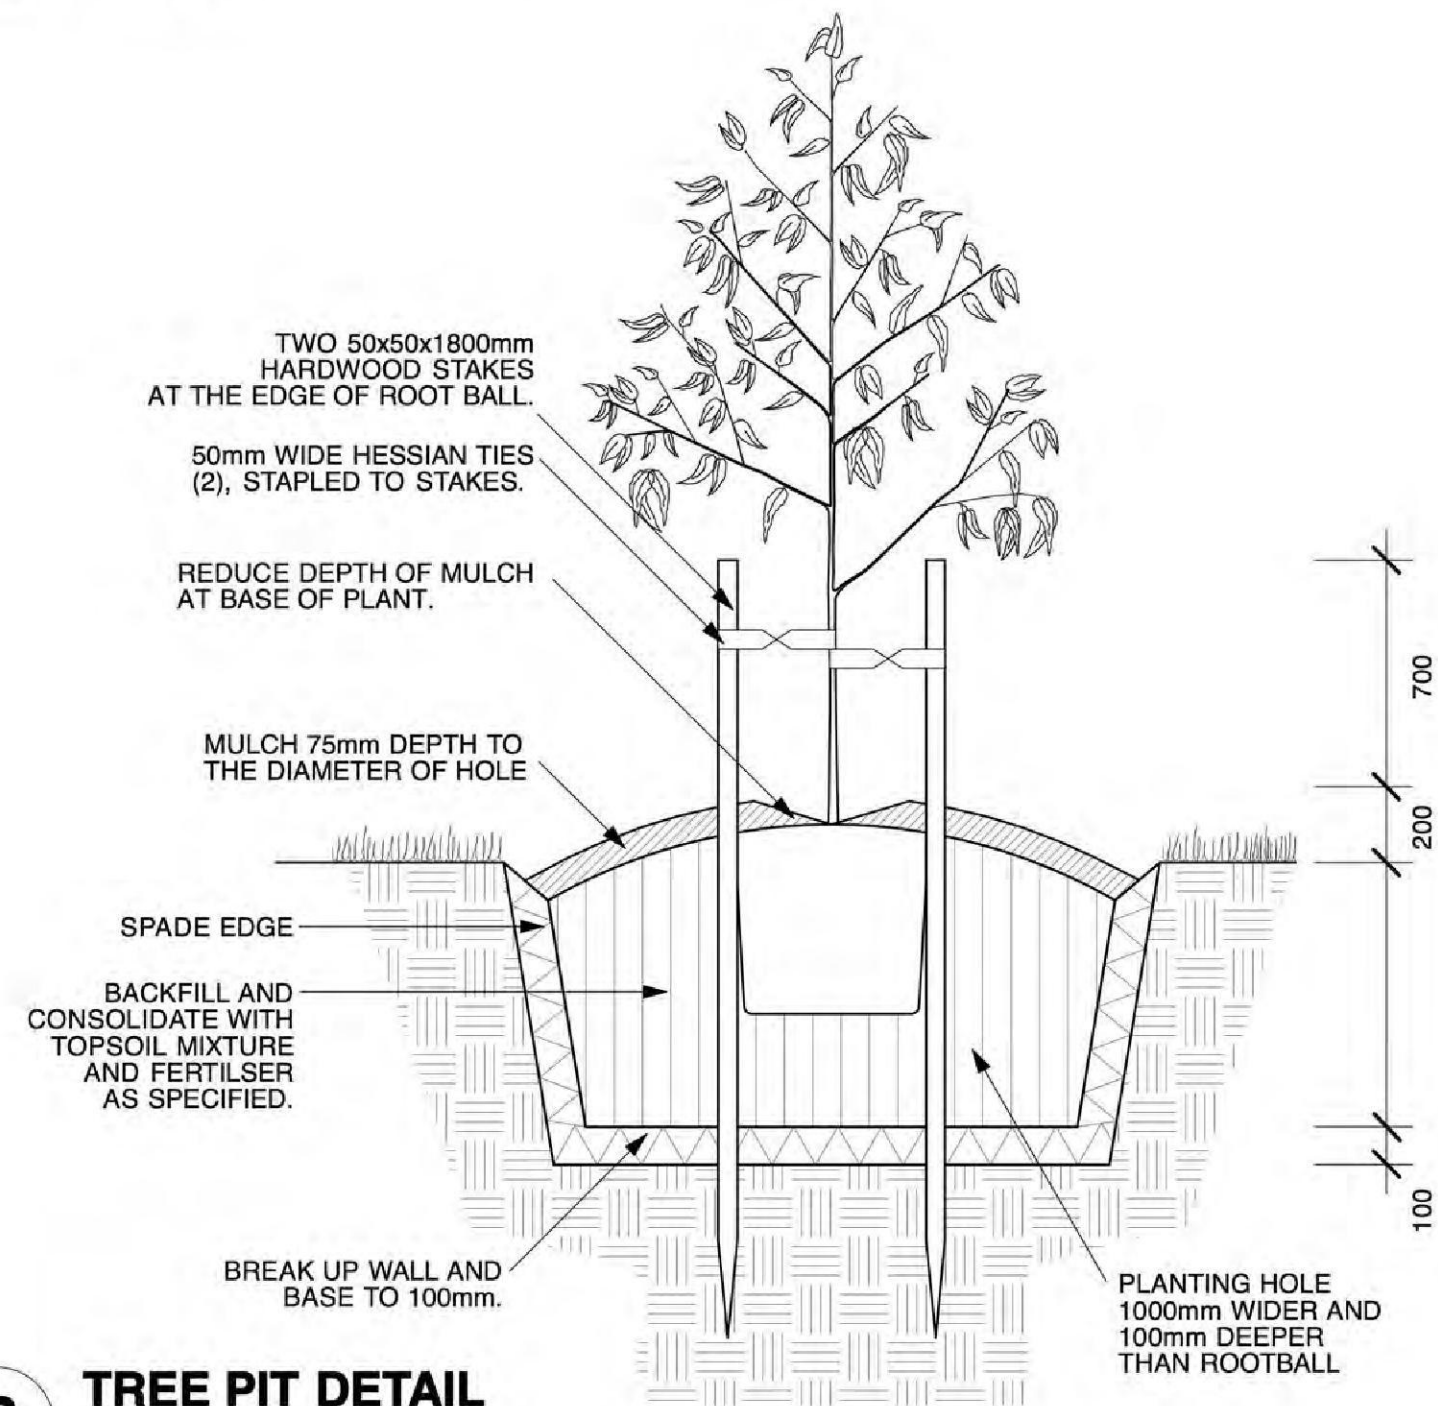 TWO 50x50x1800mm
HARDWOOD STAKES
AT THE EDGE OF ROOT BALL.
50mm WIDE HESSIAN TIES
(2), STAPLED TO STAKES.
REDUCE DEPTH OF MULCH
AT BASE OF PLANT.
MULCH 75mm DEPTH TO
THE DIAMETER OF HOLE
SPADE EDGE
BACKFILL AND
CONSOLIDATE WITH
TOPSOIL MIXTURE
AND FERTILSER
AS SPECIFIED.
BREAK UP WALL AND
BASE TO 100mm.
700
200
100
PLANTING HOLE
1000mm WIDER AND
100mm DEEPER
THAN ROOTBALL
TREE PIT DETAIL